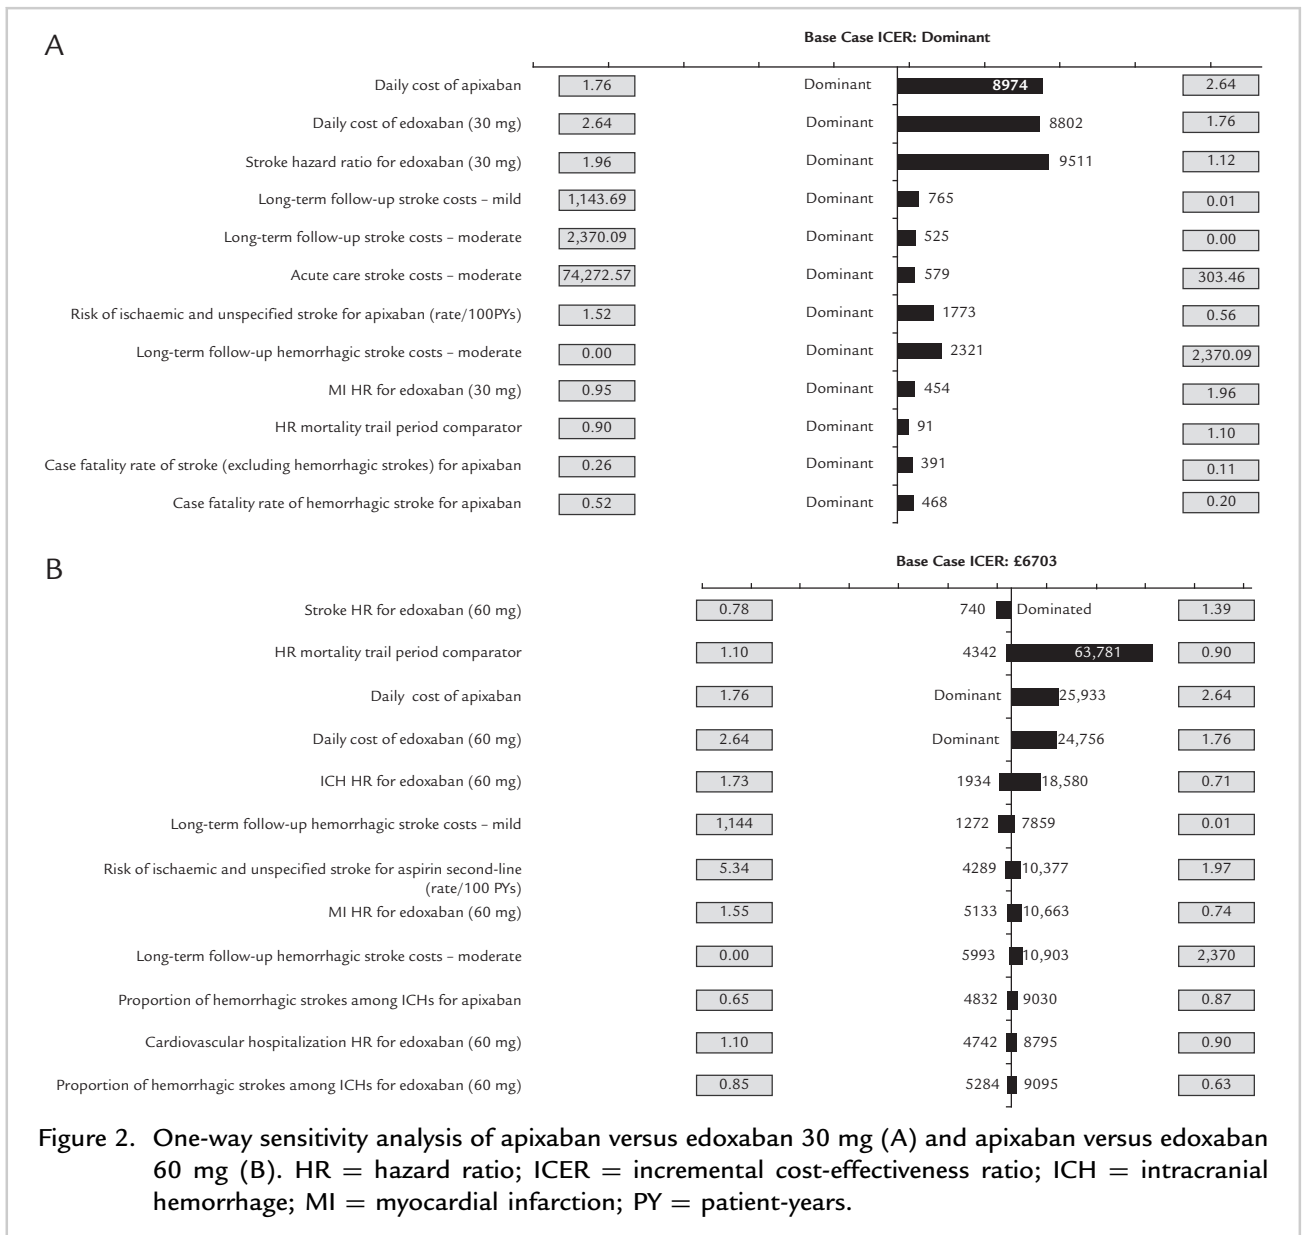 A
Base Case ICER: Dominant
Daily cost of apixaban 1.76 Dominant 8974 2.64
Daily cost of edoxaban (30 mg) 2.64 Dominant 8802 1.76
Stroke hazard ratio for edoxaban (30 mg) 1.96 Dominant 9511 1.12
Long-term follow-up stroke costs – mild 1,143.69 Dominant 765 0.01
Long-term follow-up stroke costs – moderate 2,370.09 Dominant 525 0.00
Acute care stroke costs – moderate 74,272.57 Dominant 579 303.46
Risk of ischaemic and unspecified stroke for apixaban (rate/100PYs) 1.52 Dominant 1773 0.56
Long-term follow-up hemorrhagic stroke costs – moderate 0.00 Dominant 2321 2,370.09
MI HR for edoxaban (30 mg) 0.95 Dominant 454 1.96
HR mortality trail period comparator 0.90 Dominant 91 1.10
Case fatality rate of stroke (excluding hemorrhagic strokes) for apixaban 0.26 Dominant 391 0.11
Case fatality rate of hemorrhagic stroke for apixaban 0.52 Dominant 468 0.20
B
Base Case ICER: £6703
Stroke HR for edoxaban (60 mg) 0.78 740 Dominated 1.39
HR mortality trail period comparator 1.10 4342 63,781 0.90
Daily cost of apixaban 1.76 Dominant 25,933 2.64
Daily cost of edoxaban (60 mg) 2.64 Dominant 24,756 1.76
ICH HR for edoxaban (60 mg) 1.73 1934 18,580 0.71
Long-term follow-up hemorrhagic stroke costs – mild 1,144 1272 7859 0.01
Risk of ischaemic and unspecified stroke for aspirin second-line 5.34 4289 10,377 1.97
(rate/100 PYs)
MI HR for edoxaban (60 mg) 1.55 5133 10,663 0.74
Long-term follow-up hemorrhagic stroke costs – moderate 0.00 5993 10,903 2,370
Proportion of hemorrhagic strokes among ICHs for apixaban 0.65 4832 9030 0.87
Cardiovascular hospitalization HR for edoxaban (60 mg) 1.10 4742 8795 0.90
Proportion of hemorrhagic strokes among ICHs for edoxaban (60 mg) 0.85 5284 9095 0.63
Figure 2. One-way sensitivity analysis of apixaban versus edoxaban 30 mg (A) and apixaban versus edoxaban
60 mg (B). HR = hazard ratio; ICER = incremental cost-effectiveness ratio; ICH = intracranial
hemorrhage; MI = myocardial infarction; PY = patient-years.